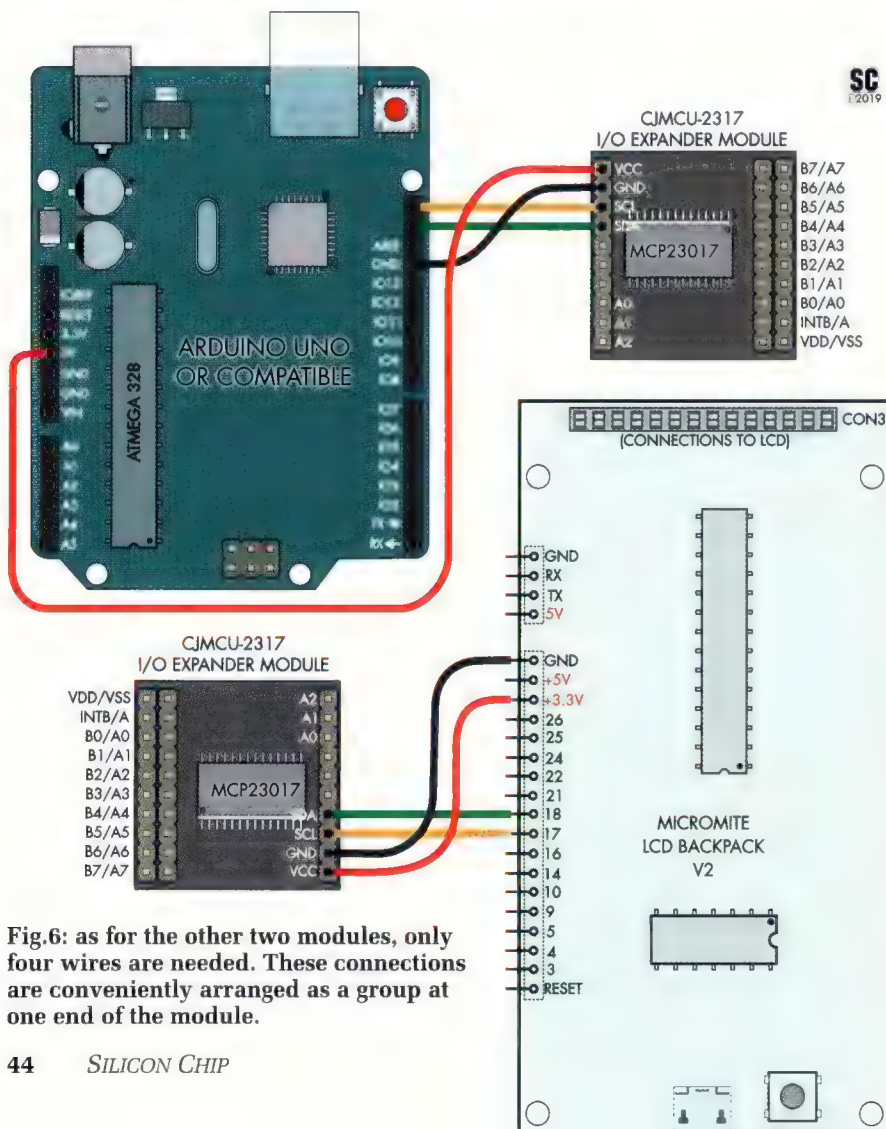 SC
©2019
CJMCU-2317
I/O EXPANDER MODULE
VCC
GND
SCL
MCP23017
A0
A2
B7/A7
B6/A6
B5/A5
B4/A4
B3/A3
B2/A2
B1/A1
B0/A0
INTB/A
VDD/VSS
ARDUINO UNO
OR COMPATIBLE
ATMEGA 328
RX
CON3
(CONNECTIONS TO LCD)
GND
RX
TX
5V
GND
+5V
+3.3V
26
25
24
22
21
18
17
16
14
10
9
5
4
3
RESET
MICROMITE
LCD BACKPACK
V2
CJMCU-2317
I/O EXPANDER MODULE
VDD/VSS
INTB/A
B0/A0
B1/A1
B2/A2
B3/A3
B4/A4
B5/A5
B6/A6
B7/A7
MCP23017
A2
A1
A0
SCL
GND
VCC
Fig.6: as for the other two modules, only
four wires are needed. These connections
are conveniently arranged as a group at
one end of the module.
44 SILICON CHIP